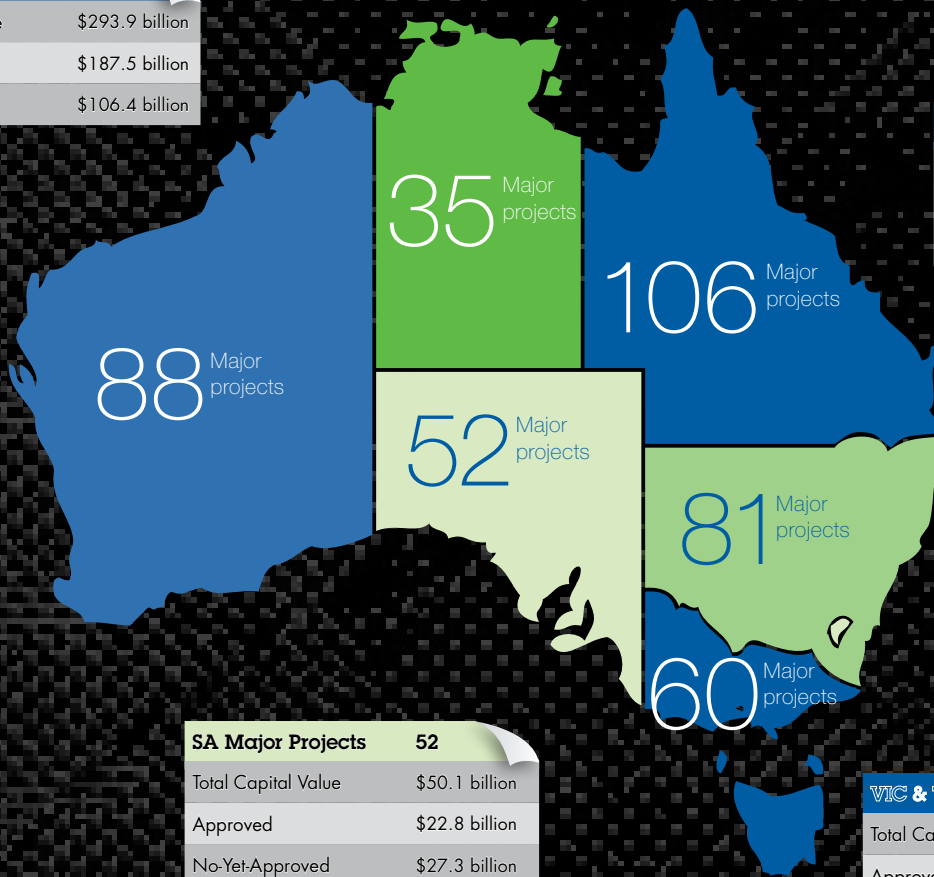 $293.9 billion
$187.5 billion
$106.4 billion
35 Major
projects
106 Major
projects
88 Major
projects
52 Major
projects
81 Major
projects
60 Major
projects
SA Major Projects 52
Total Capital Value $50.1 billion
Approved $22.8 billion
No-Yet-Approved $27.3 billion
VIC &
Total